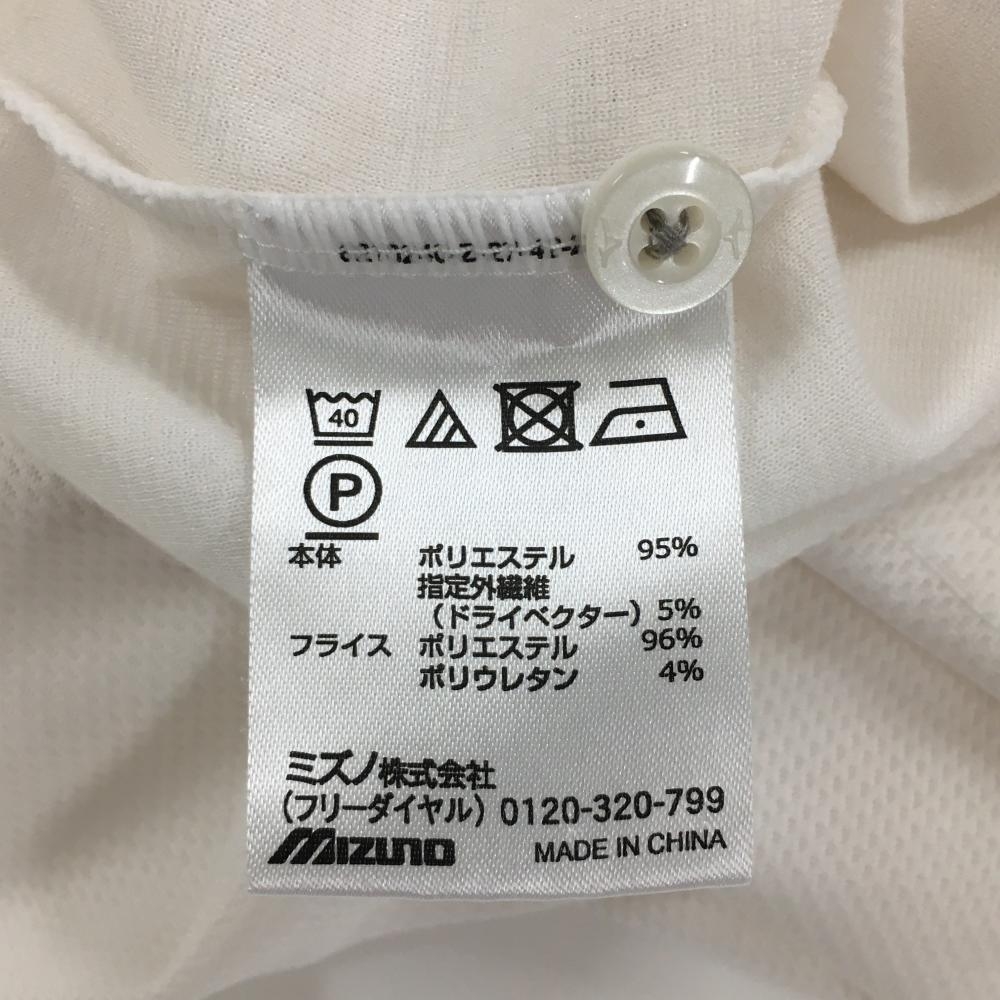 40
P
本体 ポリエステル 95%
指定外繊維
(ドライベクター) 5%
フライス ポリエステル 96%
ポリウレタン 4%
ミズノ株式会社
(フリーダイヤル) 0120-320-799
MIZUNO MADE IN CHINA